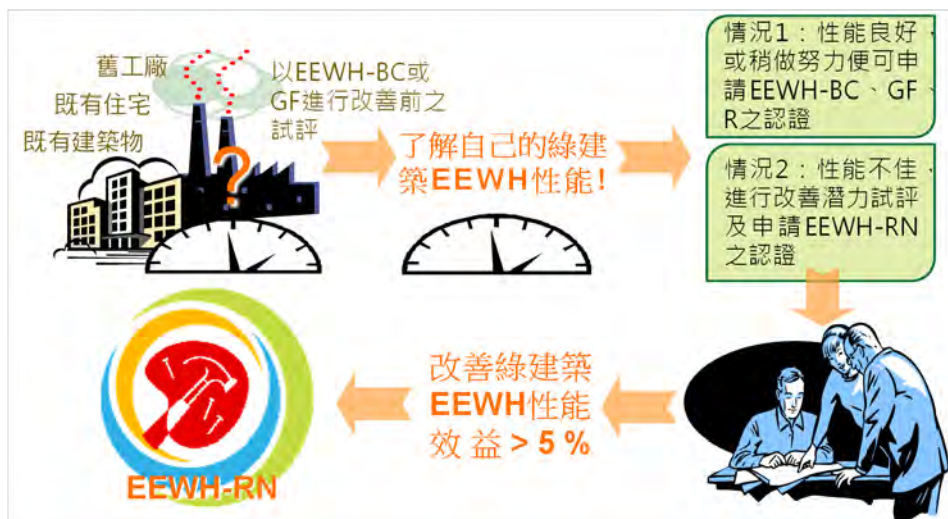 舊工廠
既有住宅
既有建築物
以EEWH-BC或
GF進行改善前之
試評
?
了解自己的綠建
築EEWH性能!
情況1:性能良好,
或稍做努力便可申
請EEWH-BC、GF、
R之認證
情況2:性能不佳,
進行改善潛力試評
及申請EEWH-RN
之認證
改善綠建築
EEWH性能
效益>5%
EEWH-RN